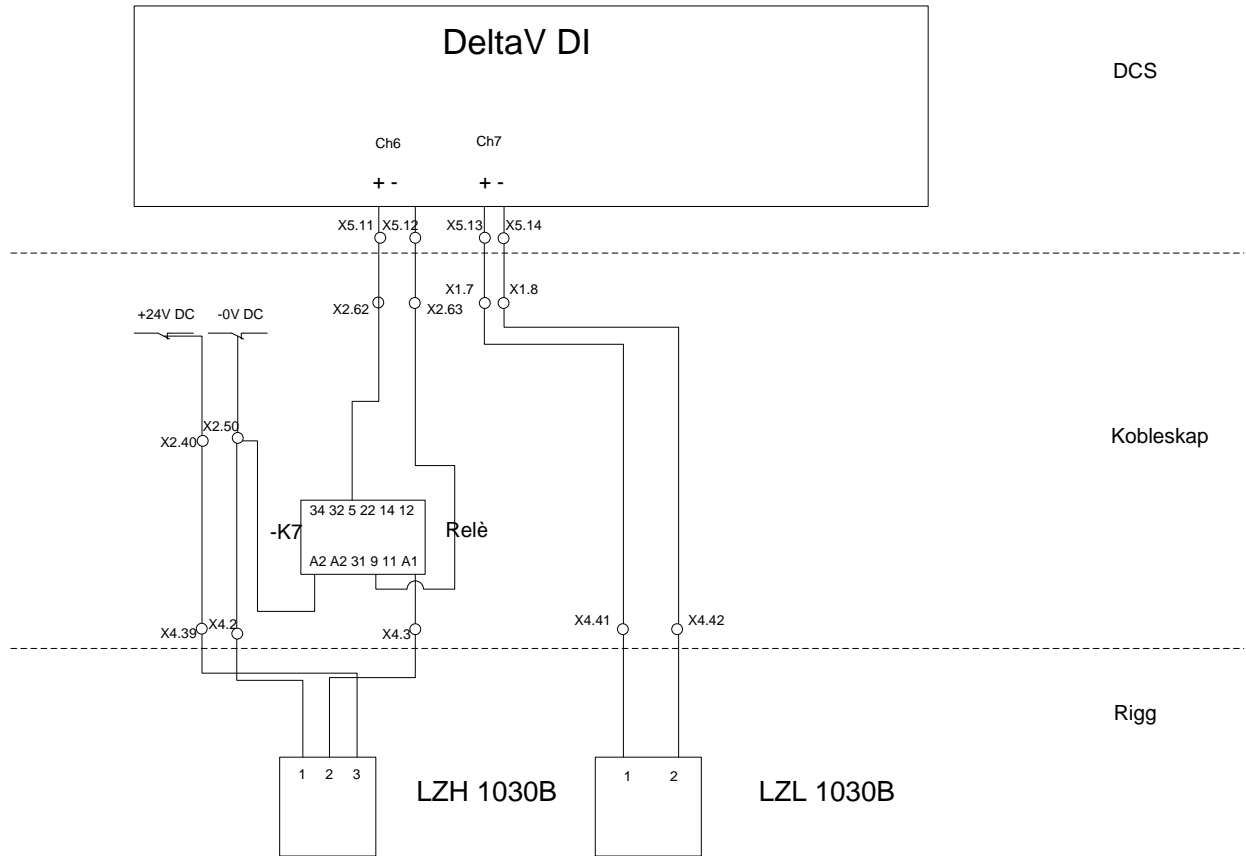 DeltaV DI
DCS
Ch6 Ch7
+ - + -
X5.11 X5.12 X5.13 X5.14
X1.7 X1.8
X2.62 X2.63
+24V DC -0V DC
X2.50
X2.40
Kobleskap
34 32 5 22 14 12
-K7 Relè
A2 A2 31 9 11 A1
X4.39 X4.2 X4.3 X4.41 X4.42
Rigg
1 2 3 1 2
LZH 1030B LZL 1030B